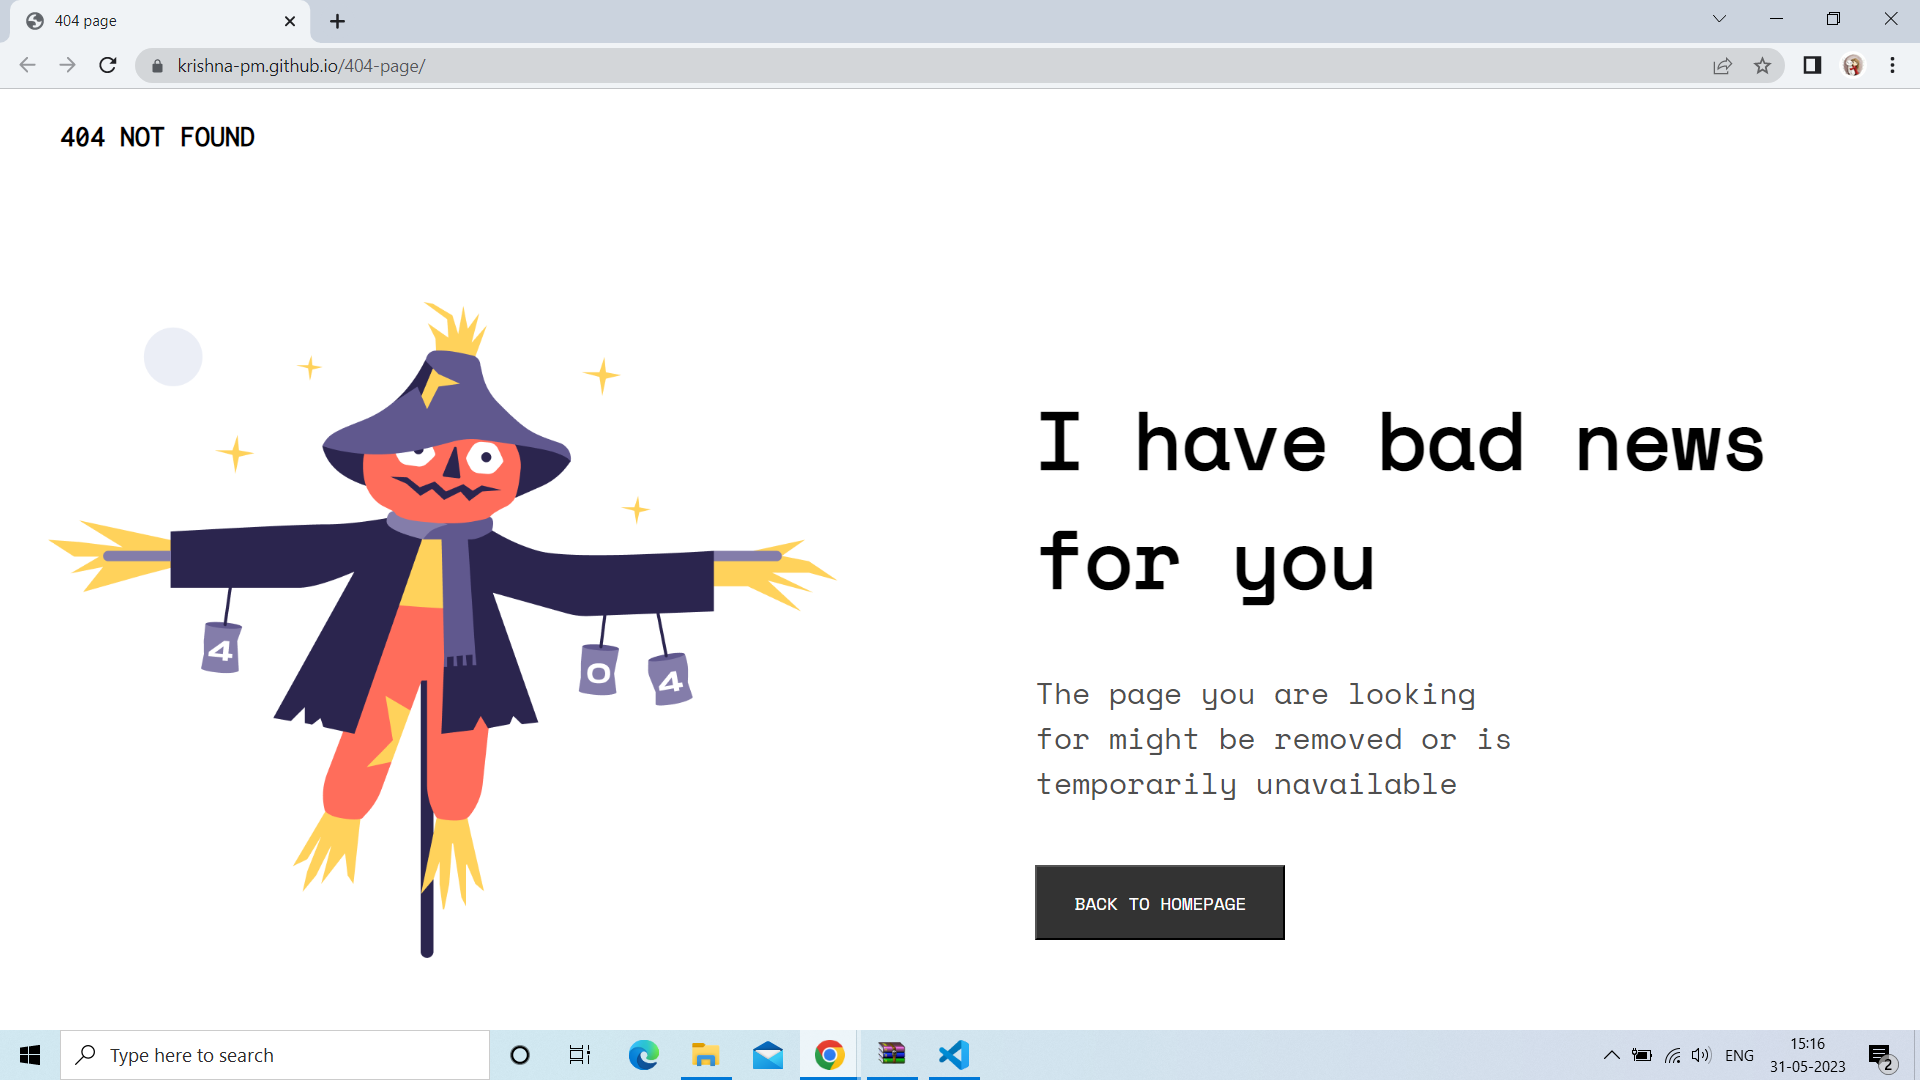 404 page
krishna-pm.github.io/404-page/
404 NOT FOUND
4
0
4
I have bad news
for you
The page you are looking
for might be removed or is
temporarily unavailable
BACK TO HOMEPAGE
Type here to search
ENG
15:16
31-05-2023
2